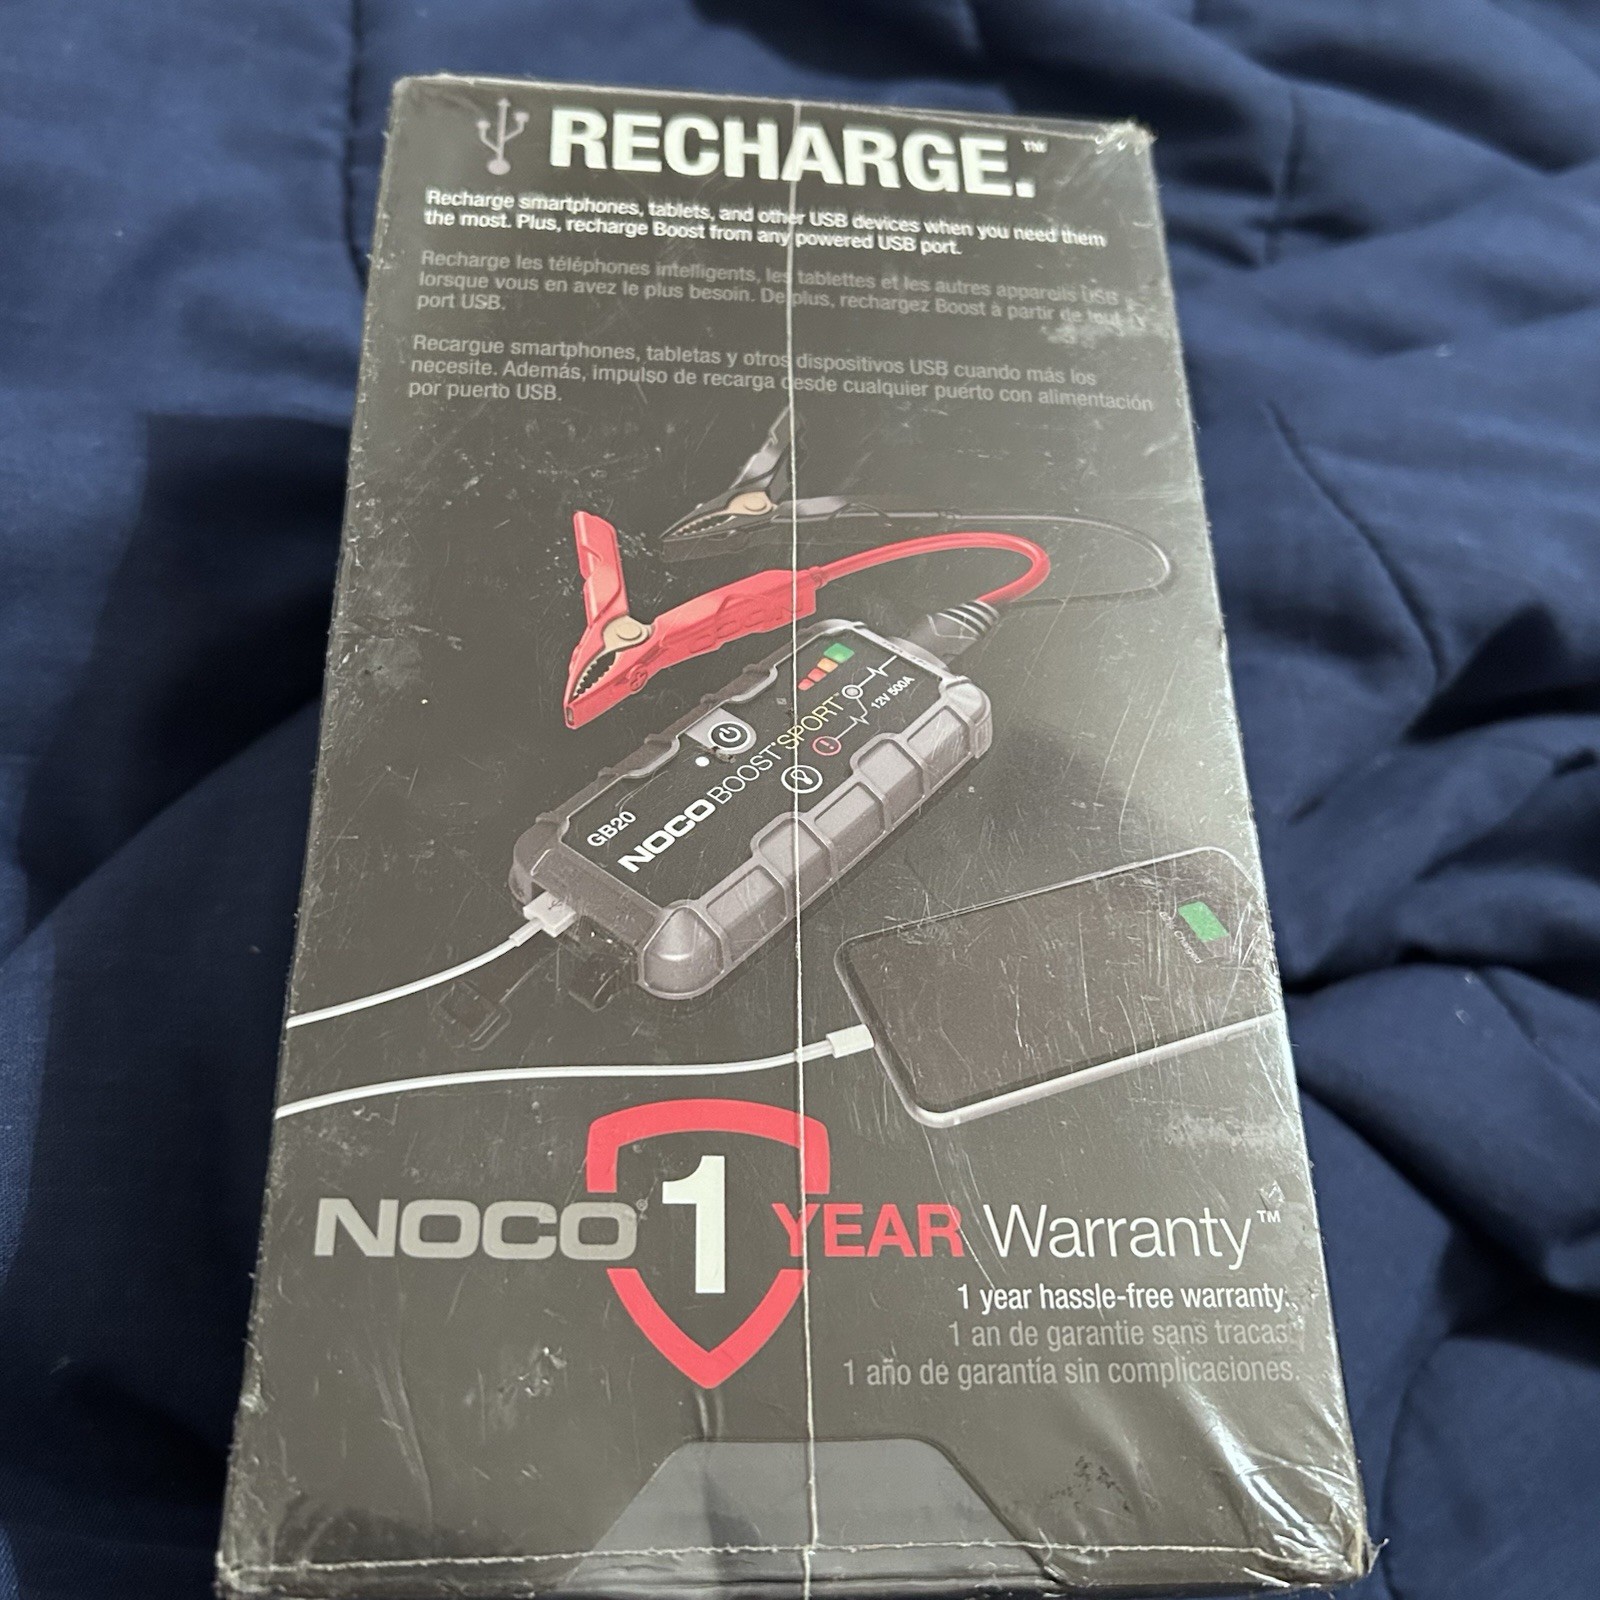 RECHARGE.™
Recharge smartphones, tablets, and other USB devices when you need them
the most. Plus, recharge Boost from any powered USB port.
Recharge les téléphones intelligents, les tablettes et les autres appareils USB
lorsque vous en avez le plus besoin. De plus, rechargez Boost à partir de tout
port USB.
Recargue smartphones, tabletas y otros dispositivos USB cuando más los
necesite. Además, impulso de recarga desde cualquier puerto con alimentación
por puerto USB.
NOCO
12V 500A
GB20
NOCO BOOST® SPORT™
Charged
NOCO® 1 YEAR Warranty™
1 year hassle-free warranty.
1 an de garantie sans tracas.
1 año de garantía sin complicaciones.